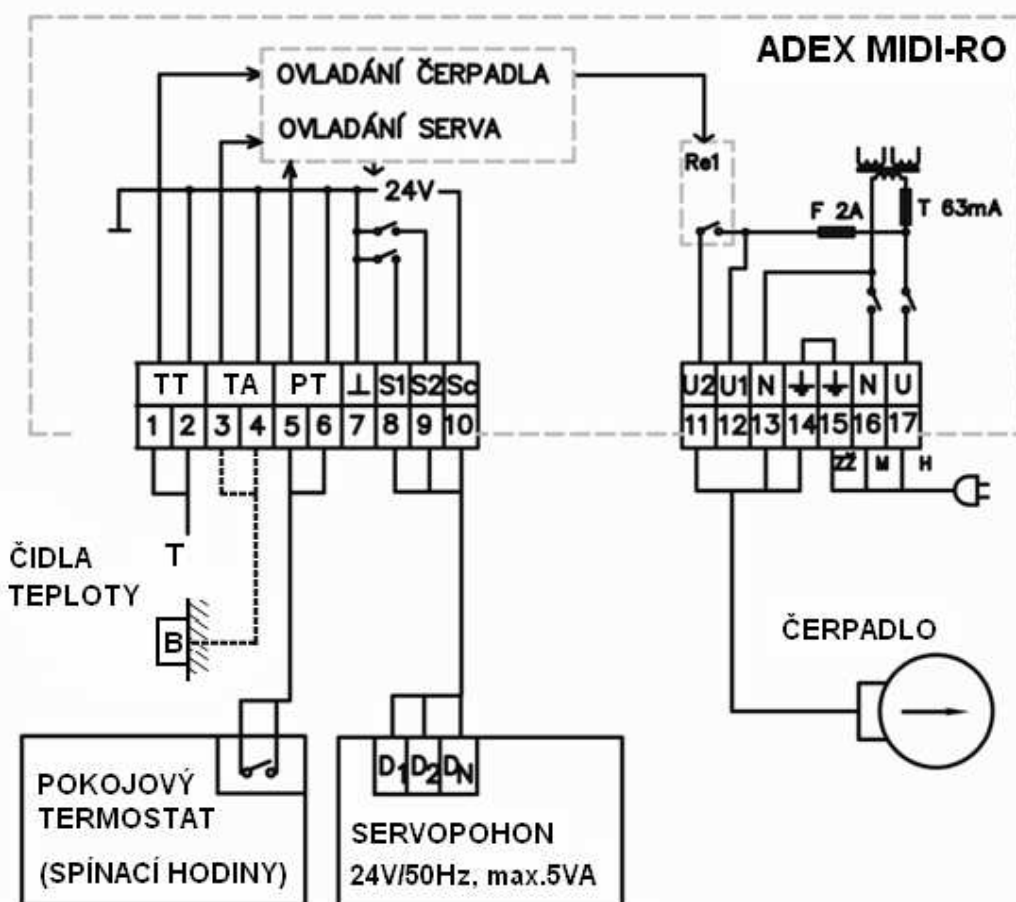 ADEX MIDI-RO
OVLADÁNÍ ČERPADLA
OVLADÁNÍ SERVA
24V
Re1
F 2A
T 63mA
TT TA PT ⊥ S1 S2 Sc
1 2 3 4 5 6 7 8 9 10
U2 U1 N ⏚ ⏚ N U
11 12 13 14 15 16 17
ZŽ M H
ČIDLA
TEPLOTY
T
B
ČERPADLO
POKOJOVÝ
TERMOSTAT
(SPÍNACÍ HODINY)
D1 D2 DN
SERVOPOHON
24V/50Hz, max.5VA